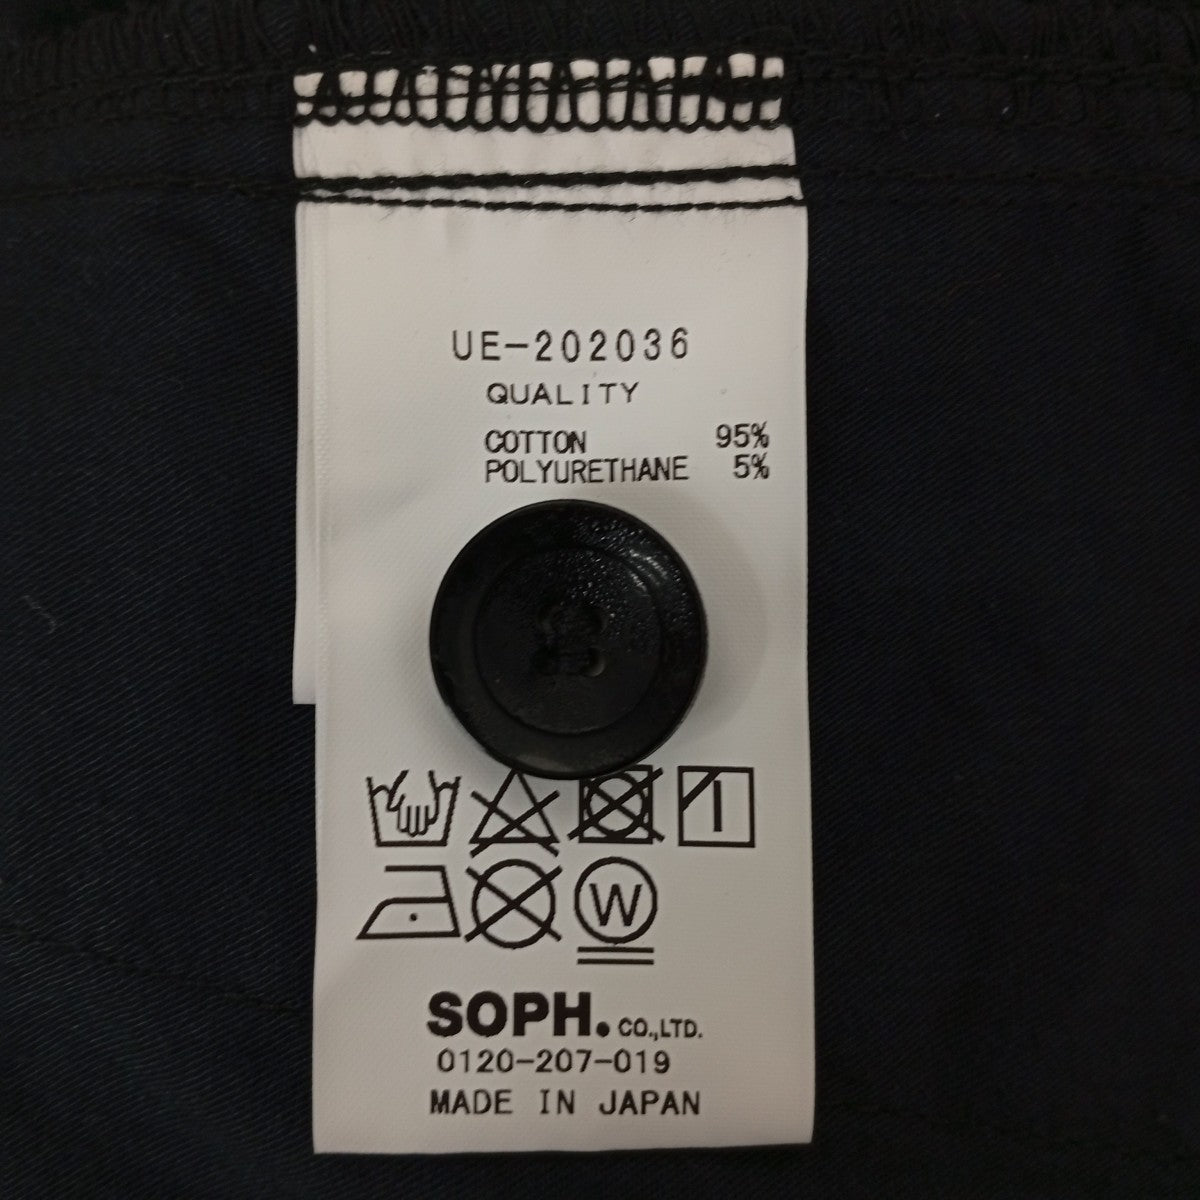 UE-202036
QUALITY
COTTON 95%
POLYURETHANE 5%
W
SOPH. CO.,LTD.
0120-207-019
MADE IN JAPAN